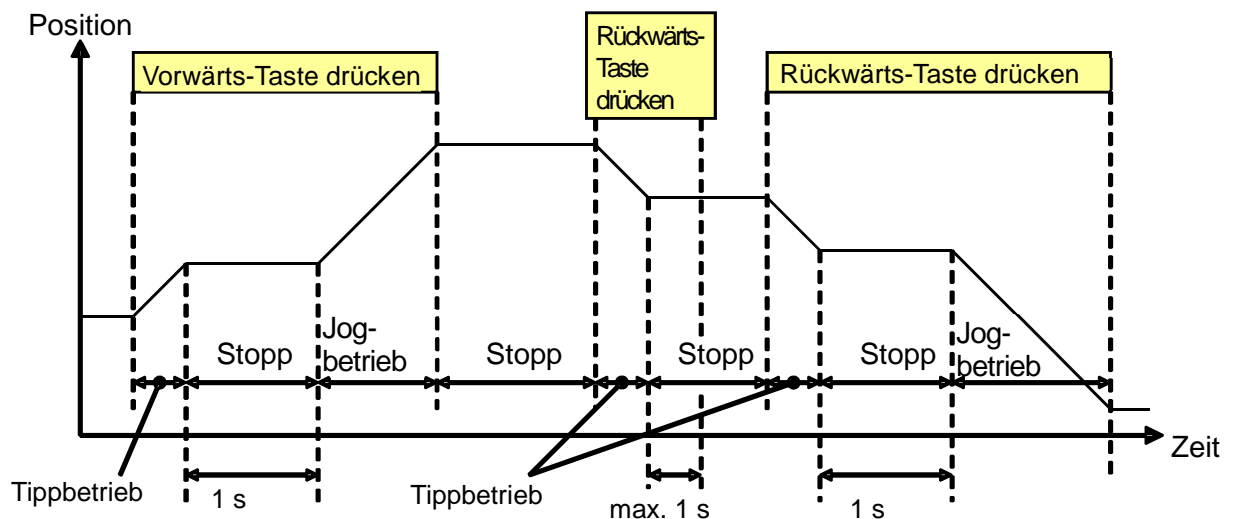 Position
Vorwärts-Taste drücken
Rückwärts-
Taste
drücken
Rückwärts-Taste drücken
Stopp
Jog-
betrieb
Stopp
Stopp
Stopp
Jog-
betrieb
Zeit
Tippbetrieb
1 s
Tippbetrieb
max. 1 s
1 s